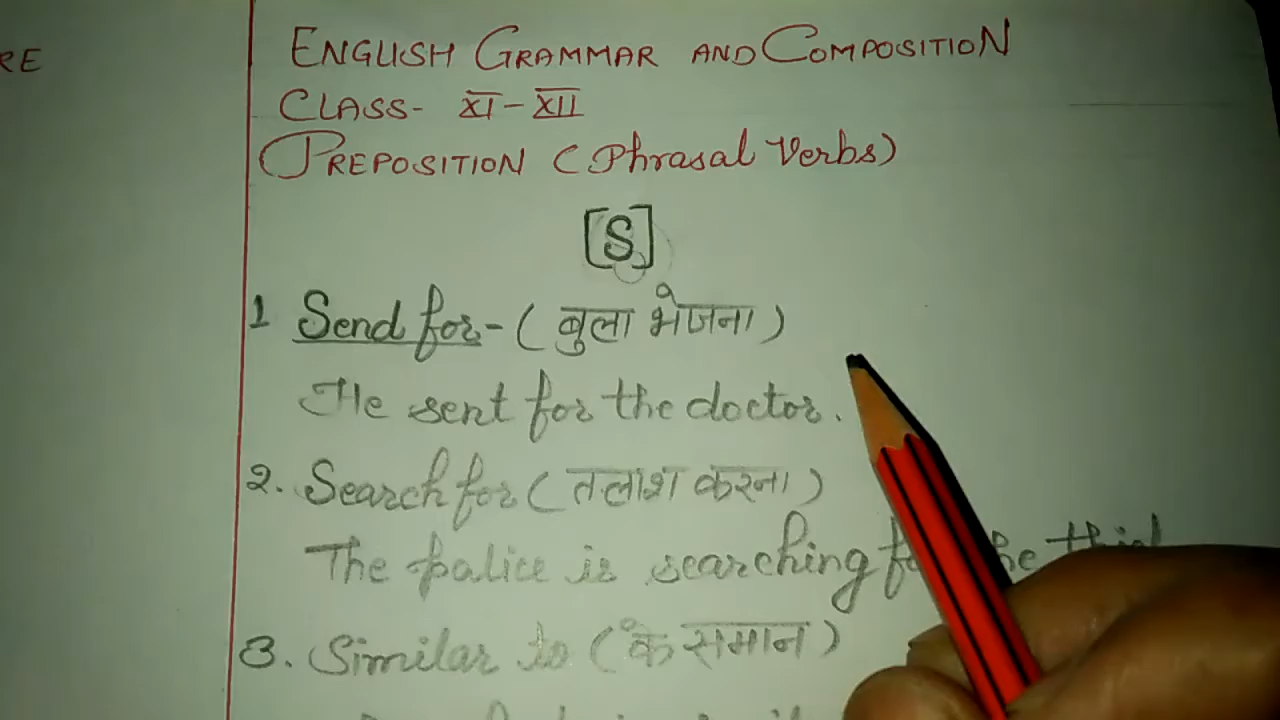 RE
ENGLISH GRAMMAR AND COMPOSITION
CLASS- XI-XII
PREPOSITION (Phrasal Verbs)
[S]
1 Send for-(बुला भेजना)
He sent for the doctor.
2. Search for (तलाश करना)
The police is searching
3. Similar to (के समान)